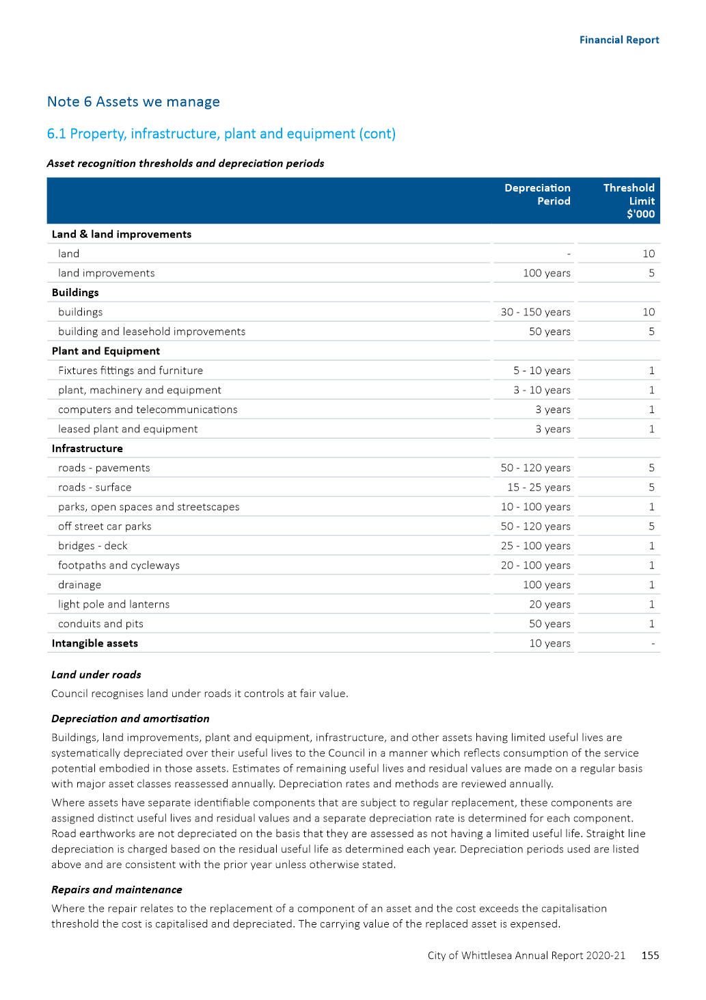 Financial Report
Note 6 Assets we manage
6.1 Property, infrastructure, plant and equipment (cont)
Asset recognition thresholds and depreciation periods
Depreciation Period Threshold Limit $'000
Land & land improvements
land - 10
land improvements 100 years 5
Buildings
buildings 30 - 150 years 10
building and leasehold improvements 50 years 5
Plant and Equipment
Fixtures fittings and furniture 5 - 10 years 1
plant, machinery and equipment 3 - 10 years 1
computers and telecommunications 3 years 1
leased plant and equipment 3 years 1
Infrastructure
roads - pavements 50 - 120 years 5
roads - surface 15 - 25 years 5
parks, open spaces and streetscapes 10 - 100 years 1
off street car parks 50 - 120 years 5
bridges - deck 25 - 100 years 1
footpaths and cycleways 20 - 100 years 1
drainage 100 years 1
light pole and lanterns 20 years 1
conduits and pits 50 years 1
Intangible assets 10 years -
Land under roads
Council recognises land under roads it controls at fair value.
Depreciation and amortisation
Buildings, land improvements, plant and equipment, infrastructure, and other assets having limited useful lives are
systematically depreciated over their useful lives to the Council in a manner which reflects consumption of the service
potential embodied in those assets. Estimates of remaining useful lives and residual values are made on a regular basis
with major asset classes reassessed annually. Depreciation rates and methods are reviewed annually.
Where assets have separate identifiable components that are subject to regular replacement, these components are
assigned distinct useful lives and residual values and a separate depreciation rate is determined for each component.
Road earthworks are not depreciated on the basis that they are assessed as not having a limited useful life. Straight line
depreciation is charged based on the residual useful life as determined each year. Depreciation periods used are listed
above and are consistent with the prior year unless otherwise stated.
Repairs and maintenance
Where the repair relates to the replacement of a component of an asset and the cost exceeds the capitalisation
threshold the cost is capitalised and depreciated. The carrying value of the replaced asset is expensed.
City of Whittlesea Annual Report 2020-21 155